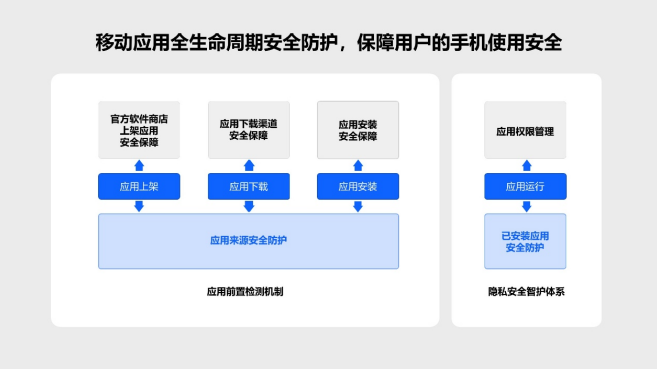 移动应用全生命周期安全防护，保障用户的手机使用安全
官方软件商店
上架应用
安全保障
应用下载渠道
安全保障
应用安装
安全保障
应用权限管理
应用上架
应用下载
应用安装
应用运行
应用来源安全防护
已安装应用
安全防护
应用前置检测机制
隐私安全智护体系